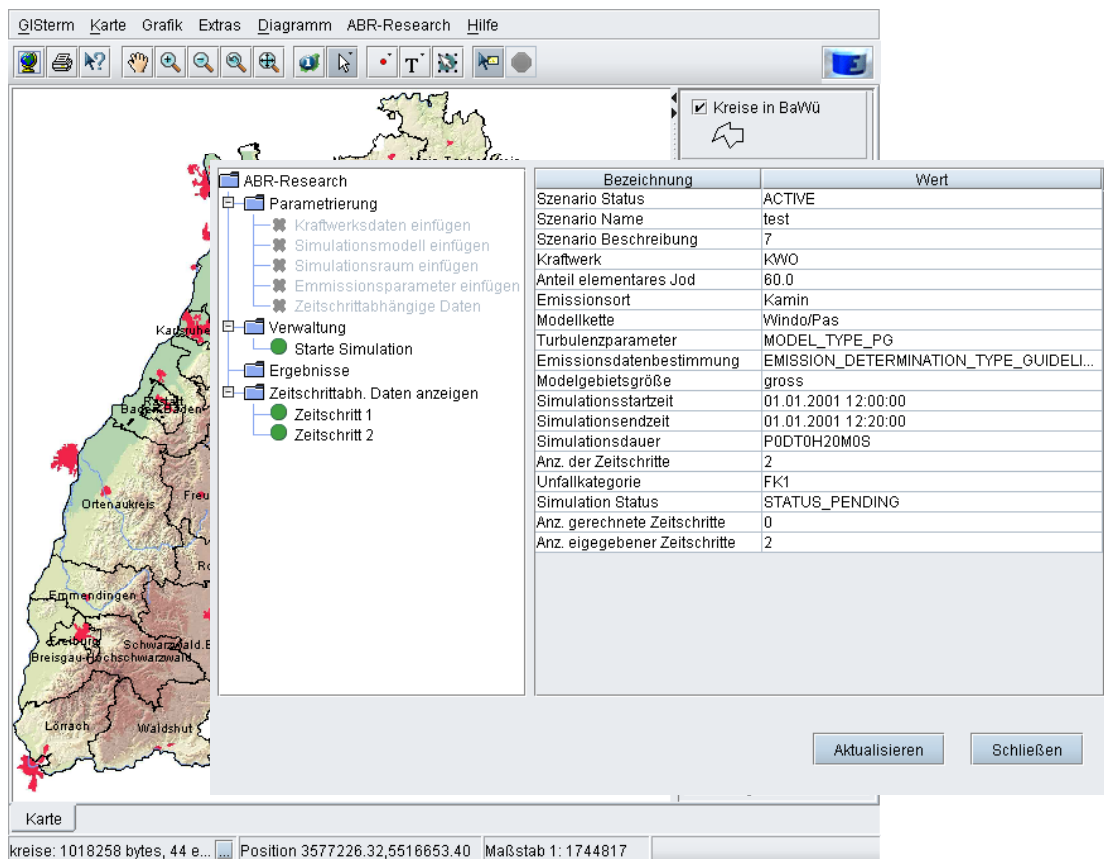 GISterm Karte Grafik Extras Diagramm ABR-Research Hilfe
T
Kreise in BaWü
ABR-Research
Parametrierung
Kraftwerksdaten einfügen
Simulationsmodell einfügen
Simulationsraum einfügen
Emmissionsparameter einfügen
Zeitschrittabhängige Daten
Verwaltung
Starte Simulation
Ergebnisse
Zeitschrittabh. Daten anzeigen
Zeitschritt 1
Zeitschritt 2
Bezeichnung Wert
Szenario Status ACTIVE
Szenario Name test
Szenario Beschreibung 7
Kraftwerk KWO
Anteil elementares Jod 60.0
Emissionsort Kamin
Modellkette Windo/Pas
Turbulenzparameter MODEL_TYPE_PG
Emissionsdatenbestimmung EMISSION_DETERMINATION_TYPE_GUIDELI...
Modelgebietsgröße gross
Simulationsstartzeit 01.01.2001 12:00:00
Simulationsendzeit 01.01.2001 12:20:00
Simulationsdauer P0DT0H20M0S
Anz. der Zeitschritte 2
Unfallkategorie FK1
Simulation Status STATUS_PENDING
Anz. gerechnete Zeitschritte 0
Anz. eigegebener Zeitschritte 2
Karlsruhe
Rastatt
Baden-Baden
Ortenaukreis
Freu
Ro
Emmendingen
Freiburg
Schwarzwald.B
Breisgau-Hochschwarzwald
Lörrach
Waldshut
Aktualisieren Schließen
Karte
kreise: 1018258 bytes, 44 e... ... Position 3577226.32,5516653.40 Maßstab 1: 1744817